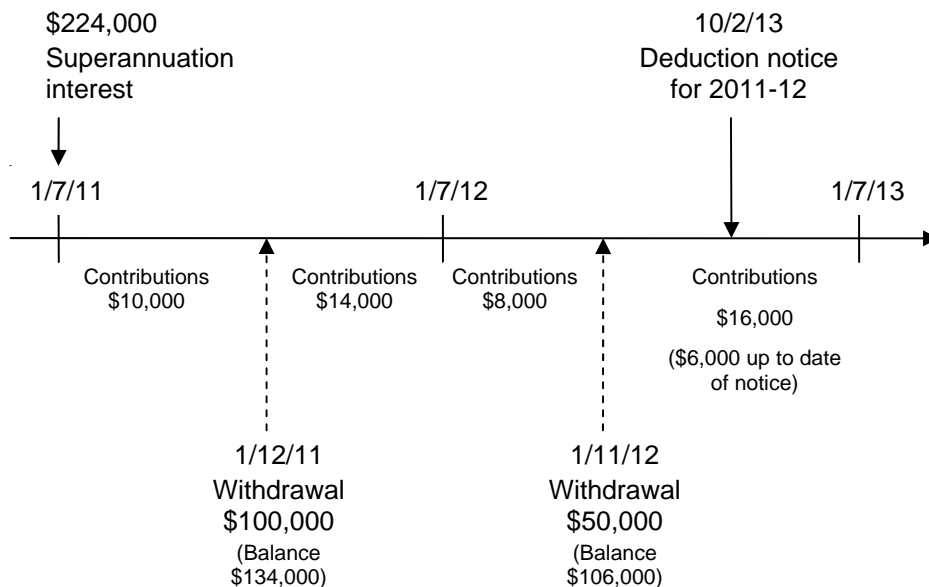 $224,000
Superannuation
interest
10/2/13
Deduction notice
for 2011-12
1/7/11
1/7/12
1/7/13
Contributions
$10,000
Contributions
$14,000
Contributions
$8,000
Contributions
$16,000
($6,000 up to date
of notice)
1/12/11
Withdrawal
$100,000
(Balance
$134,000)
1/11/12
Withdrawal
$50,000
(Balance
$106,000)